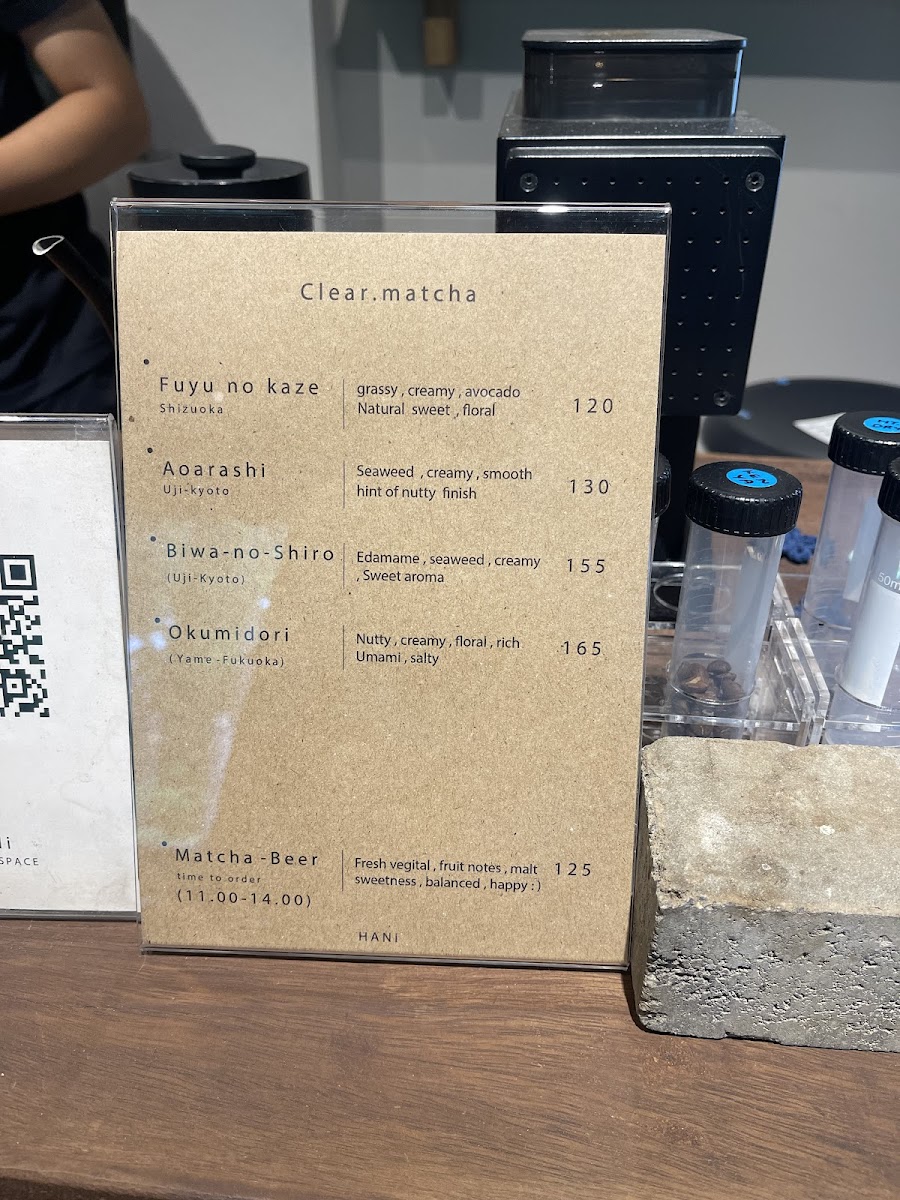 Clear.matcha
Fuyu no kaze
Shizuoka
grassy , creamy , avocado
Natural sweet , floral
120
Aoarashi
Uji-kyoto
Seaweed , creamy , smooth
hint of nutty finish
130
Biwa-no-Shiro
(Uji-Kyoto)
Edamame , seaweed , creamy
, Sweet aroma
155
Okumidori
(Yame -Fukuoka)
Nutty , creamy , floral , rich
Umami , salty
165
Matcha -Beer
time to order
(11.00-14.00)
Fresh vegital , fruit notes , malt
sweetness , balanced , happy : )
125
HANi
SPACE